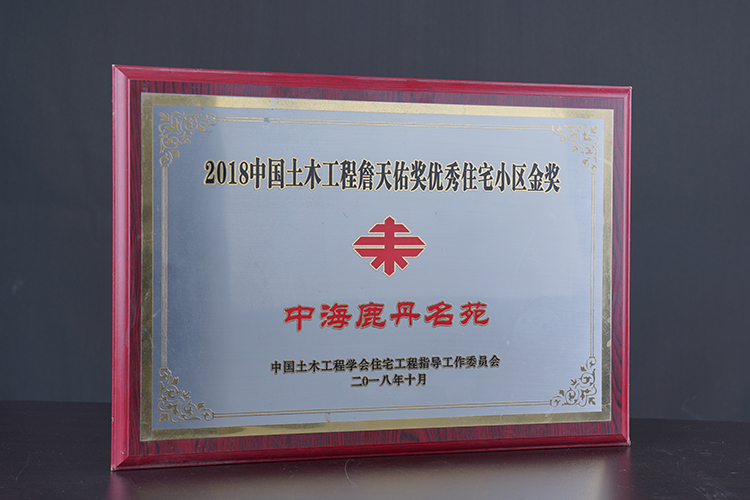 2018中国土木工程詹天佑奖优秀住宅小区金奖
中海鹿丹名苑
中国土木工程学会住宅工程指导工作委员会
二0一八年十月